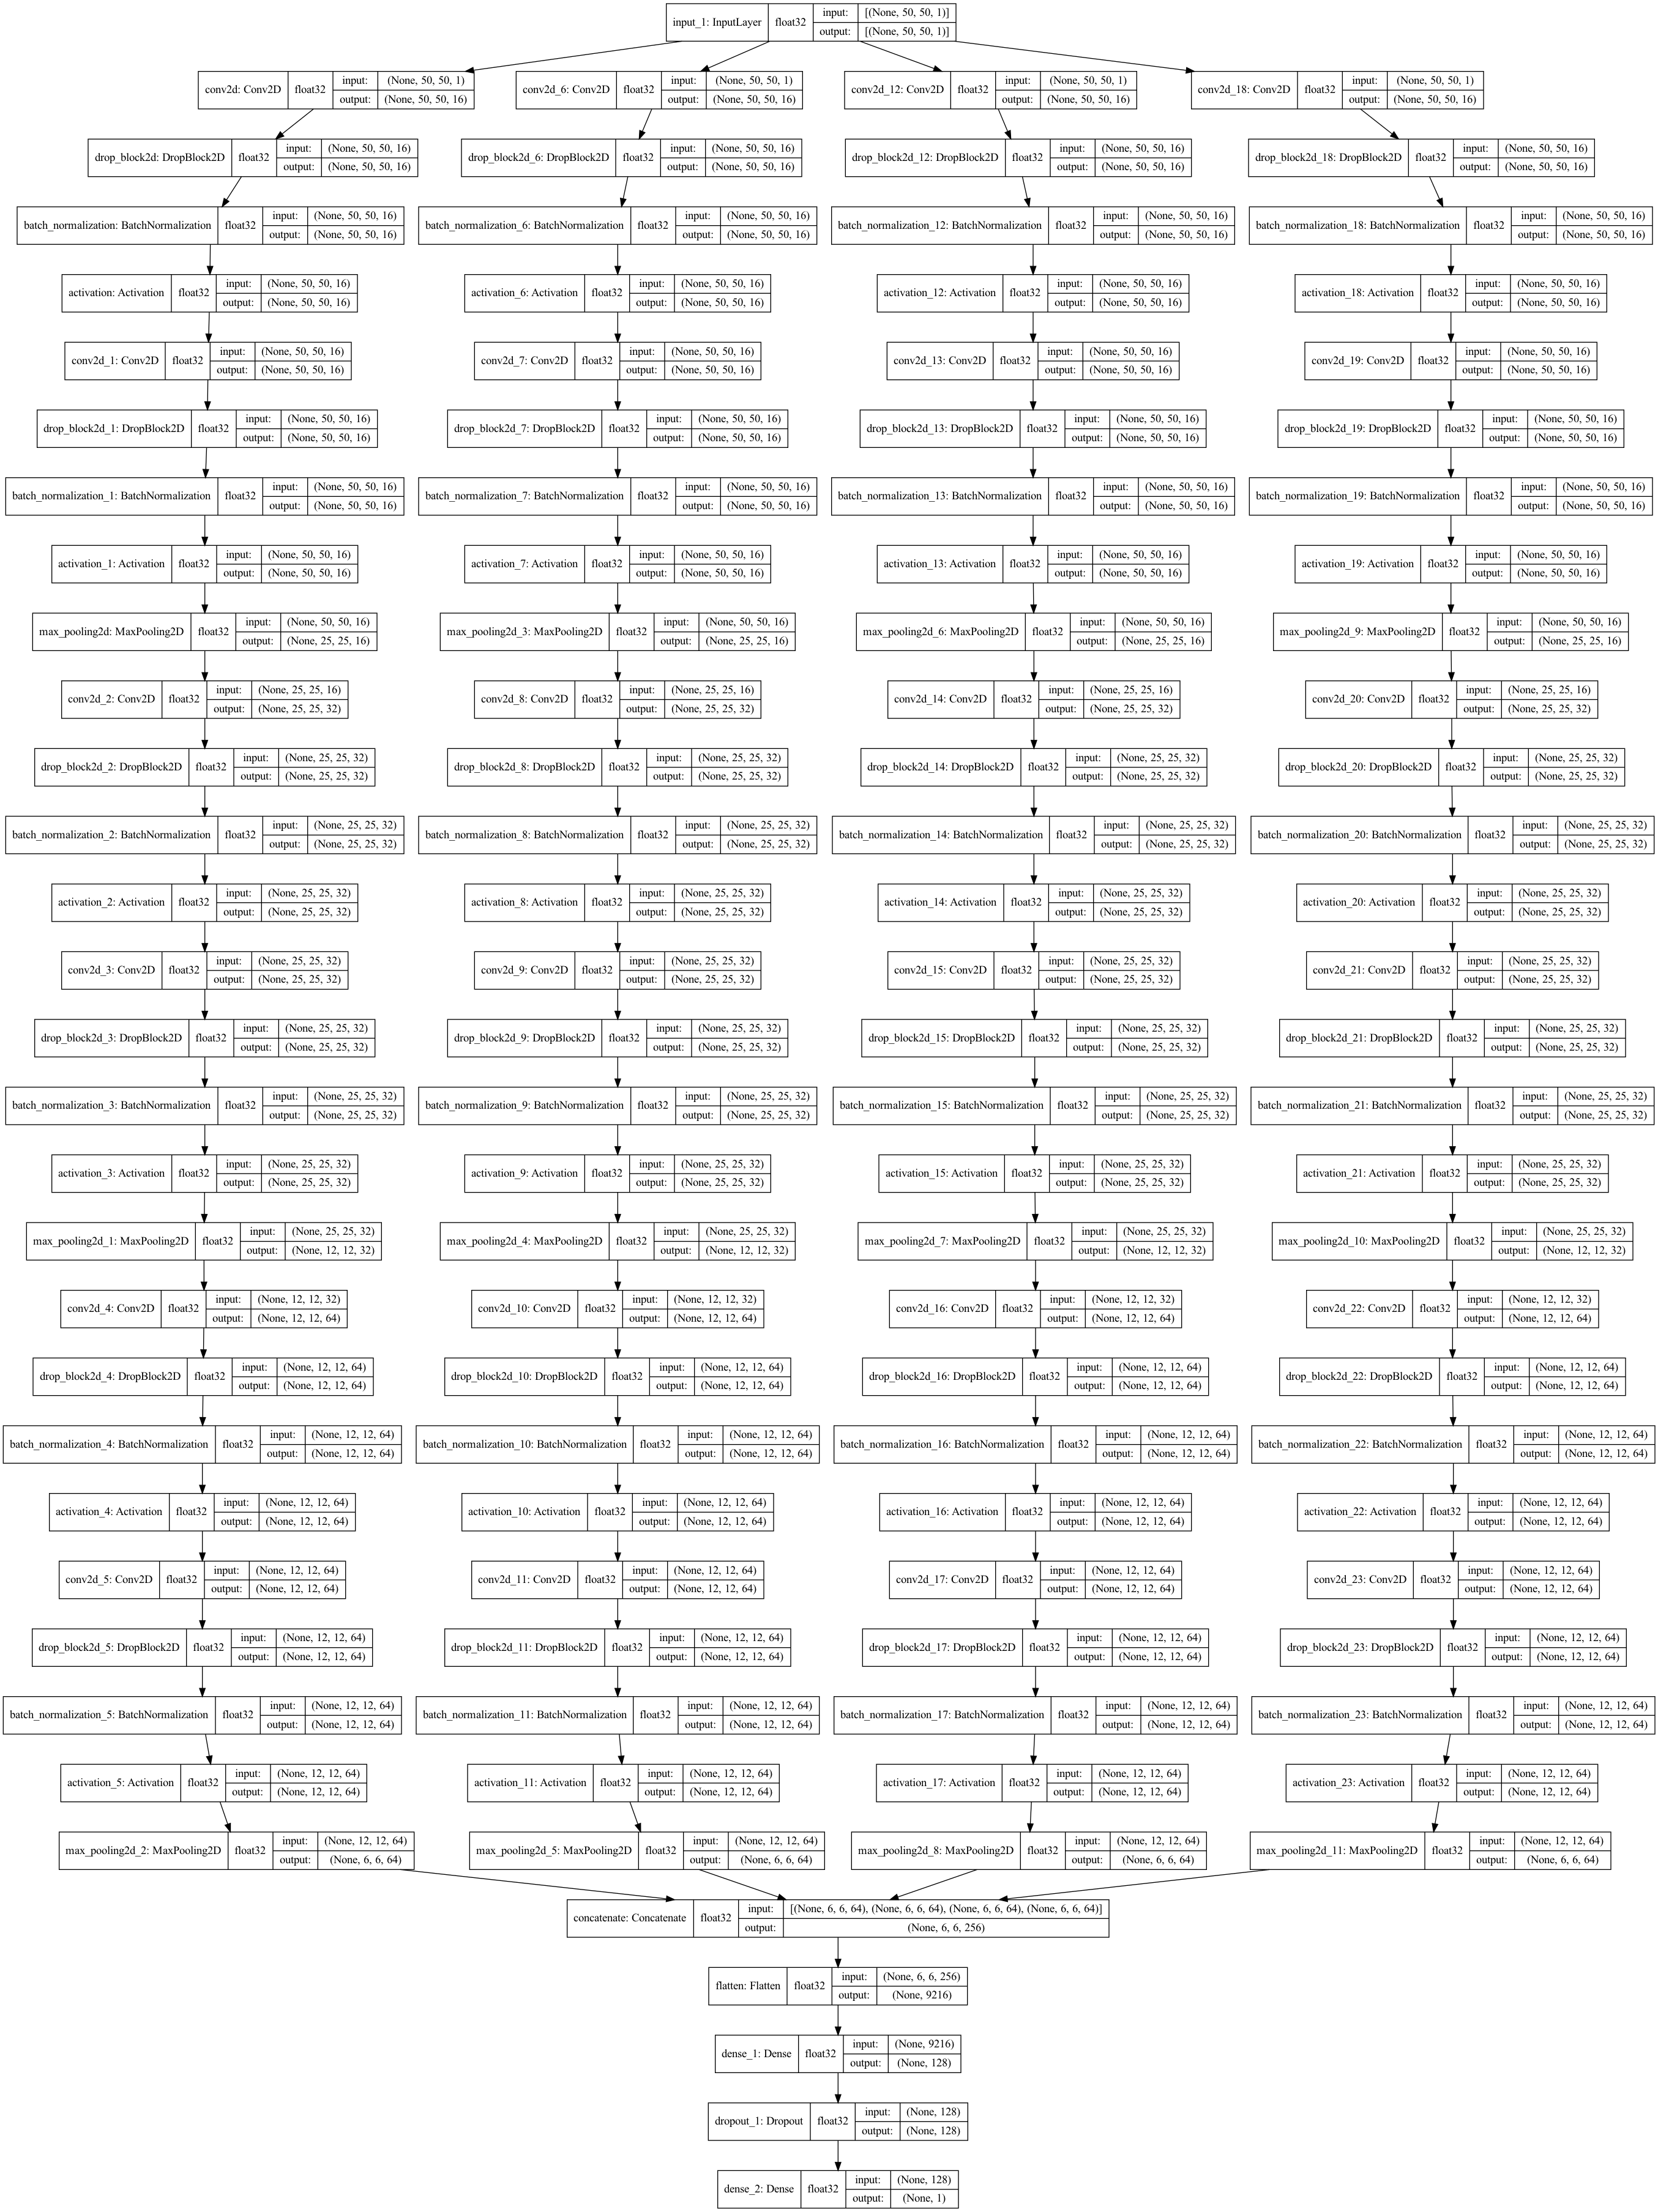 input_1: InputLayer float32 input: [(None, 50, 50, 1)]
output: [(None, 50, 50, 1)]
conv2d: Conv2D float32 input: (None, 50, 50, 1)
output: (None, 50, 50, 16)
conv2d_6: Conv2D float32 input: (None, 50, 50, 1)
output: (None, 50, 50, 16)
conv2d_12: Conv2D float32 input: (None, 50, 50, 1)
output: (None, 50, 50, 16)
conv2d_18: Conv2D float32 input: (None, 50, 50, 1)
output: (None, 50, 50, 16)
drop_block2d: DropBlock2D float32 input: (None, 50, 50, 16)
output: (None, 50, 50, 16)
drop_block2d_6: DropBlock2D float32 input: (None, 50, 50, 16)
output: (None, 50, 50, 16)
drop_block2d_12: DropBlock2D float32 input: (None, 50, 50, 16)
output: (None, 50, 50, 16)
drop_block2d_18: DropBlock2D float32 input: (None, 50, 50, 16)
output: (None, 50, 50, 16)
batch_normalization: BatchNormalization float32 input: (None, 50, 50, 16)
output: (None, 50, 50, 16)
batch_normalization_6: BatchNormalization float32 input: (None, 50, 50, 16)
output: (None, 50, 50, 16)
batch_normalization_12: BatchNormalization float32 input: (None, 50, 50, 16)
output: (None, 50, 50, 16)
batch_normalization_18: BatchNormalization float32 input: (None, 50, 50, 16)
output: (None, 50, 50, 16)
activation: Activation float32 input: (None, 50, 50, 16)
output: (None, 50, 50, 16)
activation_6: Activation float32 input: (None, 50, 50, 16)
output: (None, 50, 50, 16)
activation_12: Activation float32 input: (None, 50, 50, 16)
output: (None, 50, 50, 16)
activation_18: Activation float32 input: (None, 50, 50, 16)
output: (None, 50, 50, 16)
conv2d_1: Conv2D float32 input: (None, 50, 50, 16)
output: (None, 50, 50, 16)
conv2d_7: Conv2D float32 input: (None, 50, 50, 16)
output: (None, 50, 50, 16)
conv2d_13: Conv2D float32 input: (None, 50, 50, 16)
output: (None, 50, 50, 16)
conv2d_19: Conv2D float32 input: (None, 50, 50, 16)
output: (None, 50, 50, 16)
drop_block2d_1: DropBlock2D float32 input: (None, 50, 50, 16)
output: (None, 50, 50, 16)
drop_block2d_7: DropBlock2D float32 input: (None, 50, 50, 16)
output: (None, 50, 50, 16)
drop_block2d_13: DropBlock2D float32 input: (None, 50, 50, 16)
output: (None, 50, 50, 16)
drop_block2d_19: DropBlock2D float32 input: (None, 50, 50, 16)
output: (None, 50, 50, 16)
batch_normalization_1: BatchNormalization float32 input: (None, 50, 50, 16)
output: (None, 50, 50, 16)
batch_normalization_7: BatchNormalization float32 input: (None, 50, 50, 16)
output: (None, 50, 50, 16)
batch_normalization_13: BatchNormalization float32 input: (None, 50, 50, 16)
output: (None, 50, 50, 16)
batch_normalization_19: BatchNormalization float32 input: (None, 50, 50, 16)
output: (None, 50, 50, 16)
activation_1: Activation float32 input: (None, 50, 50, 16)
output: (None, 50, 50, 16)
activation_7: Activation float32 input: (None, 50, 50, 16)
output: (None, 50, 50, 16)
activation_13: Activation float32 input: (None, 50, 50, 16)
output: (None, 50, 50, 16)
activation_19: Activation float32 input: (None, 50, 50, 16)
output: (None, 50, 50, 16)
max_pooling2d: MaxPooling2D float32 input: (None, 50, 50, 16)
output: (None, 25, 25, 16)
max_pooling2d_3: MaxPooling2D float32 input: (None, 50, 50, 16)
output: (None, 25, 25, 16)
max_pooling2d_6: MaxPooling2D float32 input: (None, 50, 50, 16)
output: (None, 25, 25, 16)
max_pooling2d_9: MaxPooling2D float32 input: (None, 50, 50, 16)
output: (None, 25, 25, 16)
conv2d_2: Conv2D float32 input: (None, 25, 25, 16)
output: (None, 25, 25, 32)
conv2d_8: Conv2D float32 input: (None, 25, 25, 16)
output: (None, 25, 25, 32)
conv2d_14: Conv2D float32 input: (None, 25, 25, 16)
output: (None, 25, 25, 32)
conv2d_20: Conv2D float32 input: (None, 25, 25, 16)
output: (None, 25, 25, 32)
drop_block2d_2: DropBlock2D float32 input: (None, 25, 25, 32)
output: (None, 25, 25, 32)
drop_block2d_8: DropBlock2D float32 input: (None, 25, 25, 32)
output: (None, 25, 25, 32)
drop_block2d_14: DropBlock2D float32 input: (None, 25, 25, 32)
output: (None, 25, 25, 32)
drop_block2d_20: DropBlock2D float32 input: (None, 25, 25, 32)
output: (None, 25, 25, 32)
batch_normalization_2: BatchNormalization float32 input: (None, 25, 25, 32)
output: (None, 25, 25, 32)
batch_normalization_8: BatchNormalization float32 input: (None, 25, 25, 32)
output: (None, 25, 25, 32)
batch_normalization_14: BatchNormalization float32 input: (None, 25, 25, 32)
output: (None, 25, 25, 32)
batch_normalization_20: BatchNormalization float32 input: (None, 25, 25, 32)
output: (None, 25, 25, 32)
activation_2: Activation float32 input: (None, 25, 25, 32)
output: (None, 25, 25, 32)
activation_8: Activation float32 input: (None, 25, 25, 32)
output: (None, 25, 25, 32)
activation_14: Activation float32 input: (None, 25, 25, 32)
output: (None, 25, 25, 32)
activation_20: Activation float32 input: (None, 25, 25, 32)
output: (None, 25, 25, 32)
conv2d_3: Conv2D float32 input: (None, 25, 25, 32)
output: (None, 25, 25, 32)
conv2d_9: Conv2D float32 input: (None, 25, 25, 32)
output: (None, 25, 25, 32)
conv2d_15: Conv2D float32 input: (None, 25, 25, 32)
output: (None, 25, 25, 32)
conv2d_21: Conv2D float32 input: (None, 25, 25, 32)
output: (None, 25, 25, 32)
drop_block2d_3: DropBlock2D float32 input: (None, 25, 25, 32)
output: (None, 25, 25, 32)
drop_block2d_9: DropBlock2D float32 input: (None, 25, 25, 32)
output: (None, 25, 25, 32)
drop_block2d_15: DropBlock2D float32 input: (None, 25, 25, 32)
output: (None, 25, 25, 32)
drop_block2d_21: DropBlock2D float32 input: (None, 25, 25, 32)
output: (None, 25, 25, 32)
batch_normalization_3: BatchNormalization float32 input: (None, 25, 25, 32)
output: (None, 25, 25, 32)
batch_normalization_9: BatchNormalization float32 input: (None, 25, 25, 32)
output: (None, 25, 25, 32)
batch_normalization_15: BatchNormalization float32 input: (None, 25, 25, 32)
output: (None, 25, 25, 32)
batch_normalization_21: BatchNormalization float32 input: (None, 25, 25, 32)
output: (None, 25, 25, 32)
activation_3: Activation float32 input: (None, 25, 25, 32)
output: (None, 25, 25, 32)
activation_9: Activation float32 input: (None, 25, 25, 32)
output: (None, 25, 25, 32)
activation_15: Activation float32 input: (None, 25, 25, 32)
output: (None, 25, 25, 32)
activation_21: Activation float32 input: (None, 25, 25, 32)
output: (None, 25, 25, 32)
max_pooling2d_1: MaxPooling2D float32 input: (None, 25, 25, 32)
output: (None, 12, 12, 32)
max_pooling2d_4: MaxPooling2D float32 input: (None, 25, 25, 32)
output: (None, 12, 12, 32)
max_pooling2d_7: MaxPooling2D float32 input: (None, 25, 25, 32)
output: (None, 12, 12, 32)
max_pooling2d_10: MaxPooling2D float32 input: (None, 25, 25, 32)
output: (None, 12, 12, 32)
conv2d_4: Conv2D float32 input: (None, 12, 12, 32)
output: (None, 12, 12, 64)
conv2d_10: Conv2D float32 input: (None, 12, 12, 32)
output: (None, 12, 12, 64)
conv2d_16: Conv2D float32 input: (None, 12, 12, 32)
output: (None, 12, 12, 64)
conv2d_22: Conv2D float32 input: (None, 12, 12, 32)
output: (None, 12, 12, 64)
drop_block2d_4: DropBlock2D float32 input: (None, 12, 12, 64)
output: (None, 12, 12, 64)
drop_block2d_10: DropBlock2D float32 input: (None, 12, 12, 64)
output: (None, 12, 12, 64)
drop_block2d_16: DropBlock2D float32 input: (None, 12, 12, 64)
output: (None, 12, 12, 64)
drop_block2d_22: DropBlock2D float32 input: (None, 12, 12, 64)
output: (None, 12, 12, 64)
batch_normalization_4: BatchNormalization float32 input: (None, 12, 12, 64)
output: (None, 12, 12, 64)
batch_normalization_10: BatchNormalization float32 input: (None, 12, 12, 64)
output: (None, 12, 12, 64)
batch_normalization_16: BatchNormalization float32 input: (None, 12, 12, 64)
output: (None, 12, 12, 64)
batch_normalization_22: BatchNormalization float32 input: (None, 12, 12, 64)
output: (None, 12, 12, 64)
activation_4: Activation float32 input: (None, 12, 12, 64)
output: (None, 12, 12, 64)
activation_10: Activation float32 input: (None, 12, 12, 64)
output: (None, 12, 12, 64)
activation_16: Activation float32 input: (None, 12, 12, 64)
output: (None, 12, 12, 64)
activation_22: Activation float32 input: (None, 12, 12, 64)
output: (None, 12, 12, 64)
conv2d_5: Conv2D float32 input: (None, 12, 12, 64)
output: (None, 12, 12, 64)
conv2d_11: Conv2D float32 input: (None, 12, 12, 64)
output: (None, 12, 12, 64)
conv2d_17: Conv2D float32 input: (None, 12, 12, 64)
output: (None, 12, 12, 64)
conv2d_23: Conv2D float32 input: (None, 12, 12, 64)
output: (None, 12, 12, 64)
drop_block2d_5: DropBlock2D float32 input: (None, 12, 12, 64)
output: (None, 12, 12, 64)
drop_block2d_11: DropBlock2D float32 input: (None, 12, 12, 64)
output: (None, 12, 12, 64)
drop_block2d_17: DropBlock2D float32 input: (None, 12, 12, 64)
output: (None, 12, 12, 64)
drop_block2d_23: DropBlock2D float32 input: (None, 12, 12, 64)
output: (None, 12, 12, 64)
batch_normalization_5: BatchNormalization float32 input: (None, 12, 12, 64)
output: (None, 12, 12, 64)
batch_normalization_11: BatchNormalization float32 input: (None, 12, 12, 64)
output: (None, 12, 12, 64)
batch_normalization_17: BatchNormalization float32 input: (None, 12, 12, 64)
output: (None, 12, 12, 64)
batch_normalization_23: BatchNormalization float32 input: (None, 12, 12, 64)
output: (None, 12, 12, 64)
activation_5: Activation float32 input: (None, 12, 12, 64)
output: (None, 12, 12, 64)
activation_11: Activation float32 input: (None, 12, 12, 64)
output: (None, 12, 12, 64)
activation_17: Activation float32 input: (None, 12, 12, 64)
output: (None, 12, 12, 64)
activation_23: Activation float32 input: (None, 12, 12, 64)
output: (None, 12, 12, 64)
max_pooling2d_2: MaxPooling2D float32 input: (None, 12, 12, 64)
output: (None, 6, 6, 64)
max_pooling2d_5: MaxPooling2D float32 input: (None, 12, 12, 64)
output: (None, 6, 6, 64)
max_pooling2d_8: MaxPooling2D float32 input: (None, 12, 12, 64)
output: (None, 6, 6, 64)
max_pooling2d_11: MaxPooling2D float32 input: (None, 12, 12, 64)
output: (None, 6, 6, 64)
concatenate: Concatenate float32 input: [(None, 6, 6, 64), (None, 6, 6, 64), (None, 6, 6, 64), (None, 6, 6, 64)]
output: (None, 6, 6, 256)
flatten: Flatten float32 input: (None, 6, 6, 256)
output: (None, 9216)
dense_1: Dense float32 input: (None, 9216)
output: (None, 128)
dropout_1: Dropout float32 input: (None, 128)
output: (None, 128)
dense_2: Dense float32 input: (None, 128)
output: (None, 1)